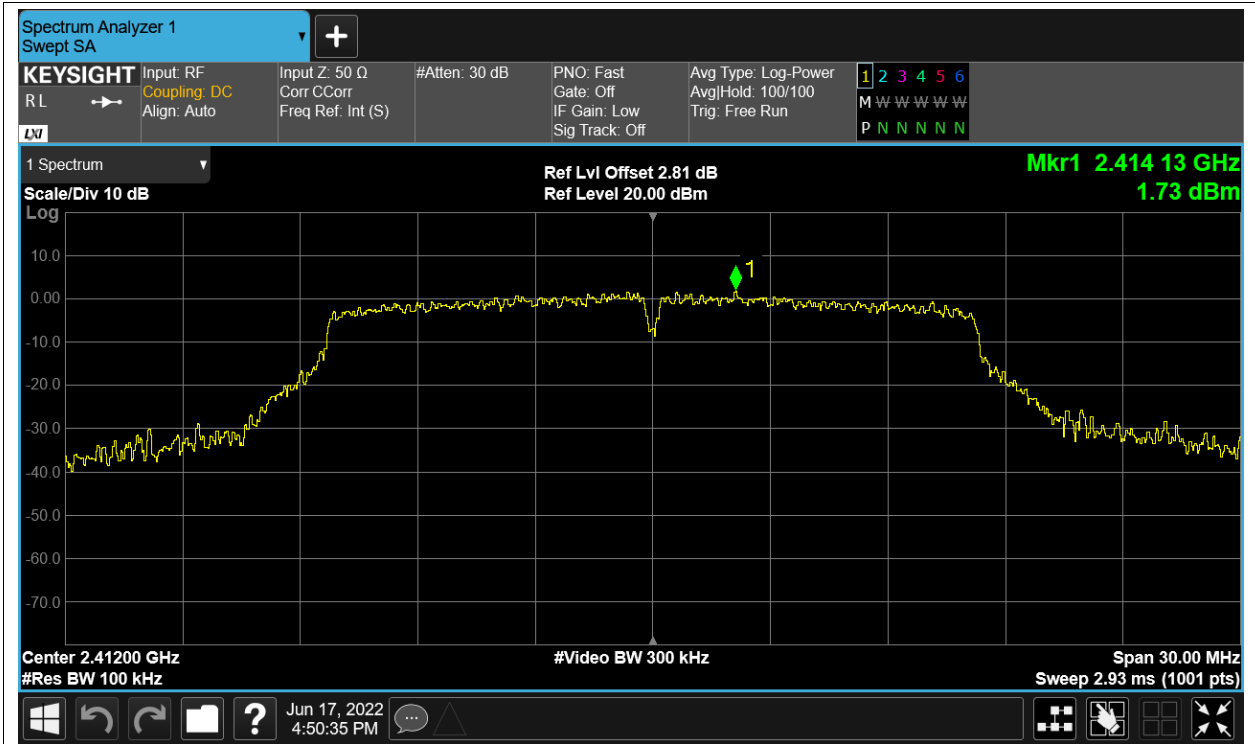 Spectrum Analyzer 1
Swept SA
KEYSIGHT
RL
LXI
Input: RF
Coupling: DC
Align: Auto
Input Z: 50 Ω
Corr CCorr
Freq Ref: Int (S)
#Atten: 30 dB
PNO: Fast
Gate: Off
IF Gain: Low
Sig Track: Off
Avg Type: Log-Power
Avg|Hold: 100/100
Trig: Free Run
1 2 3 4 5 6
M W W W W W
P N N N N N
1 Spectrum
Scale/Div 10 dB
Ref Lvl Offset 2.81 dB
Ref Level 20.00 dBm
Mkr1 2.414 13 GHz
1.73 dBm
Log
10.0
1
0.00
-10.0
-20.0
-30.0
-40.0
-50.0
-60.0
-70.0
Center 2.41200 GHz
#Video BW 300 kHz
Span 30.00 MHz
#Res BW 100 kHz
Sweep 2.93 ms (1001 pts)
?
Jun 17, 2022
4:50:35 PM